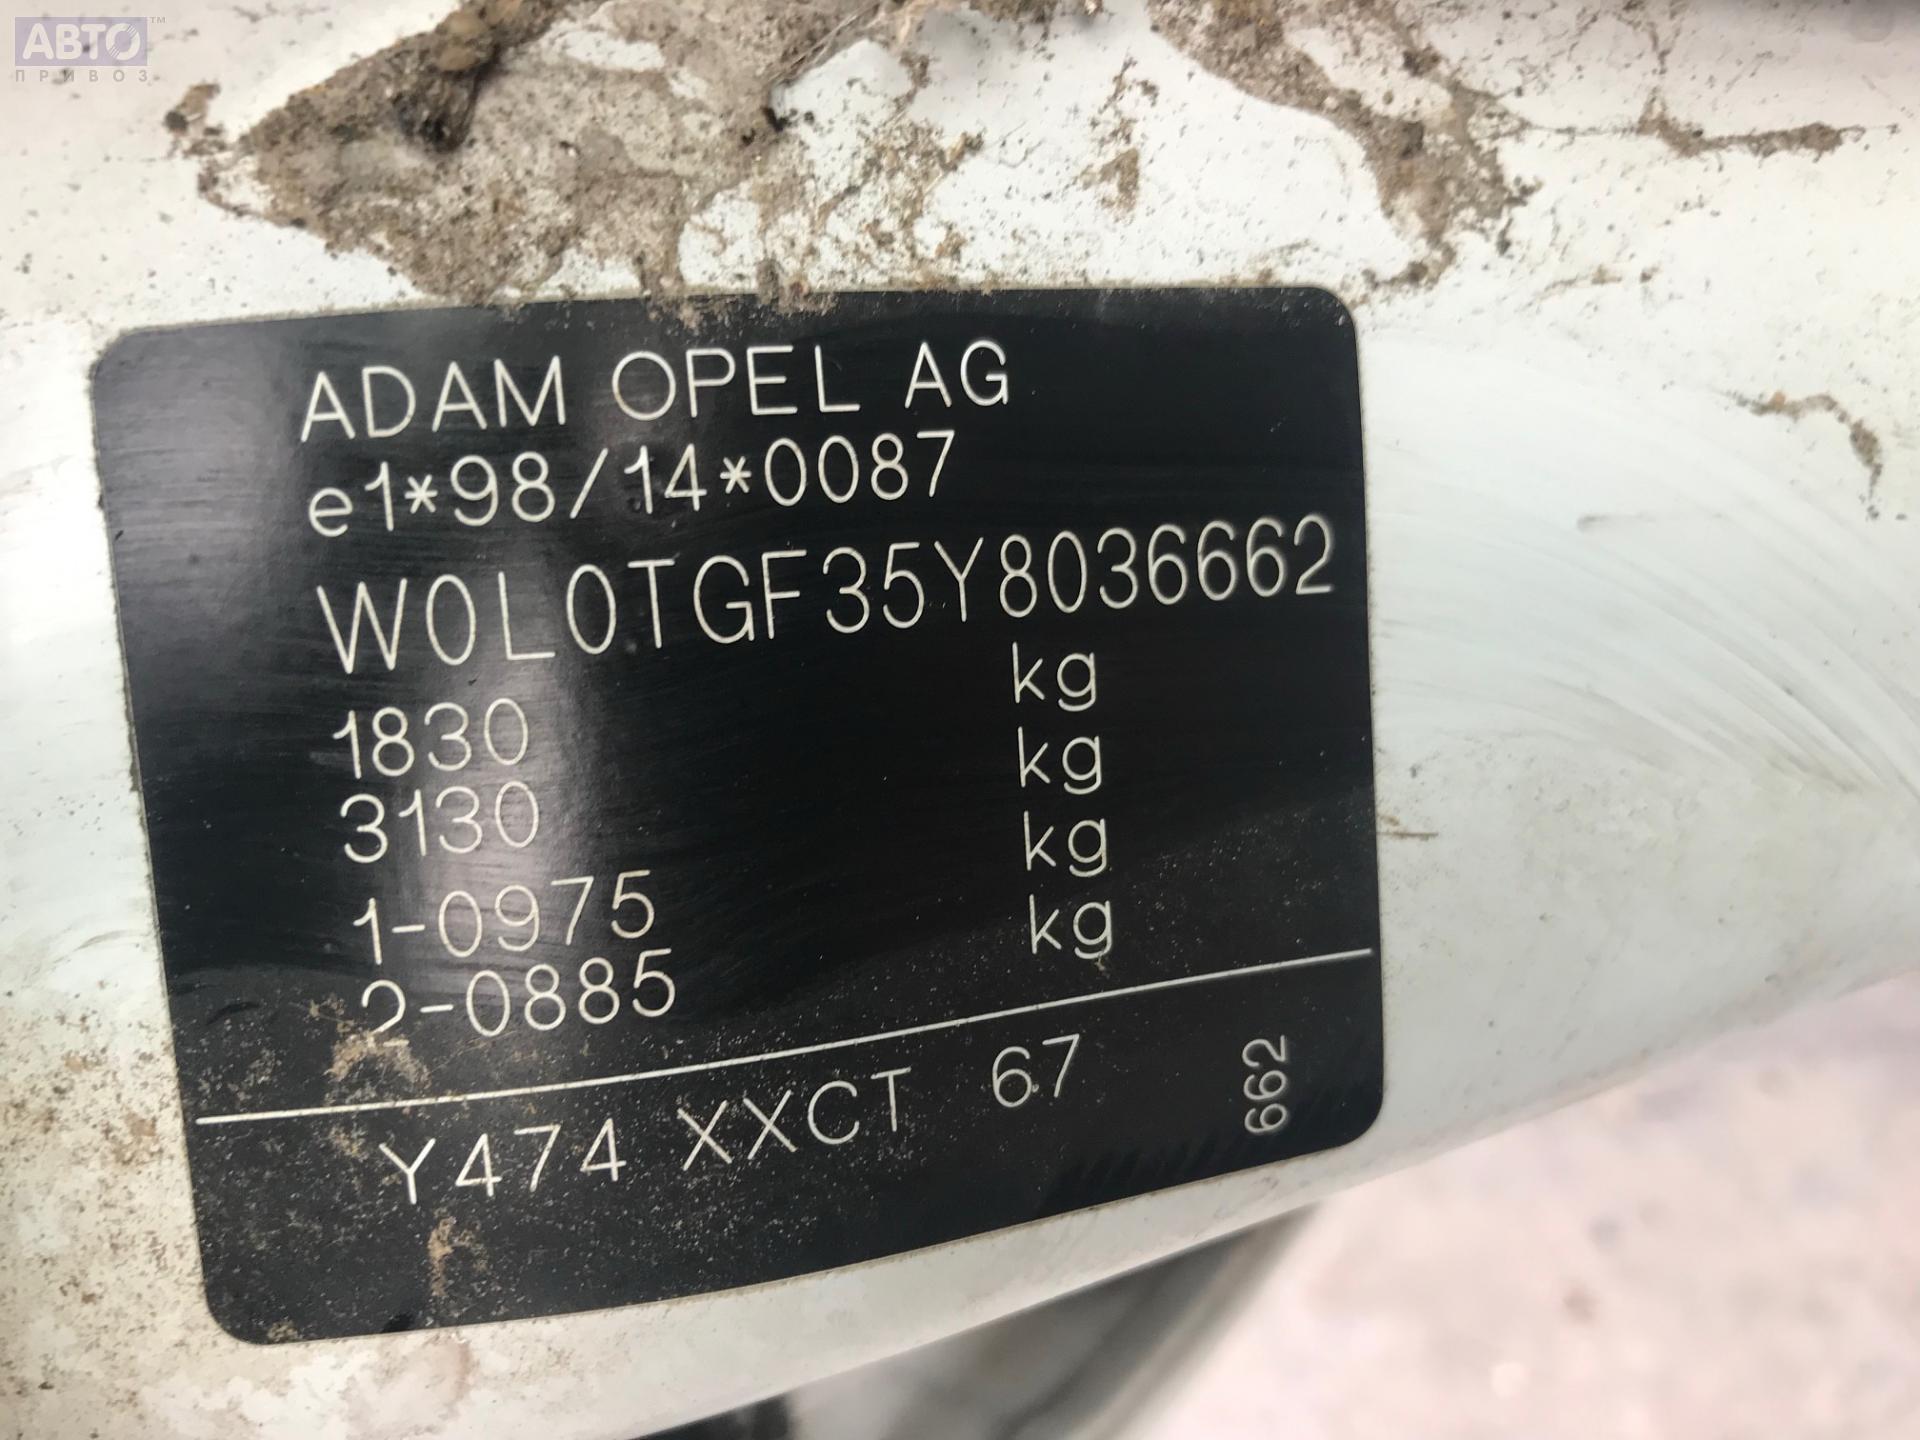 АВТО™
ПРИВОЗ
ADAM OPEL AG
e1*98/14*0087
W0L0TGF35Y8036662
1830 kg
3130 kg
1-0975 kg
2-0885 kg
Y474 XXCT 67 662